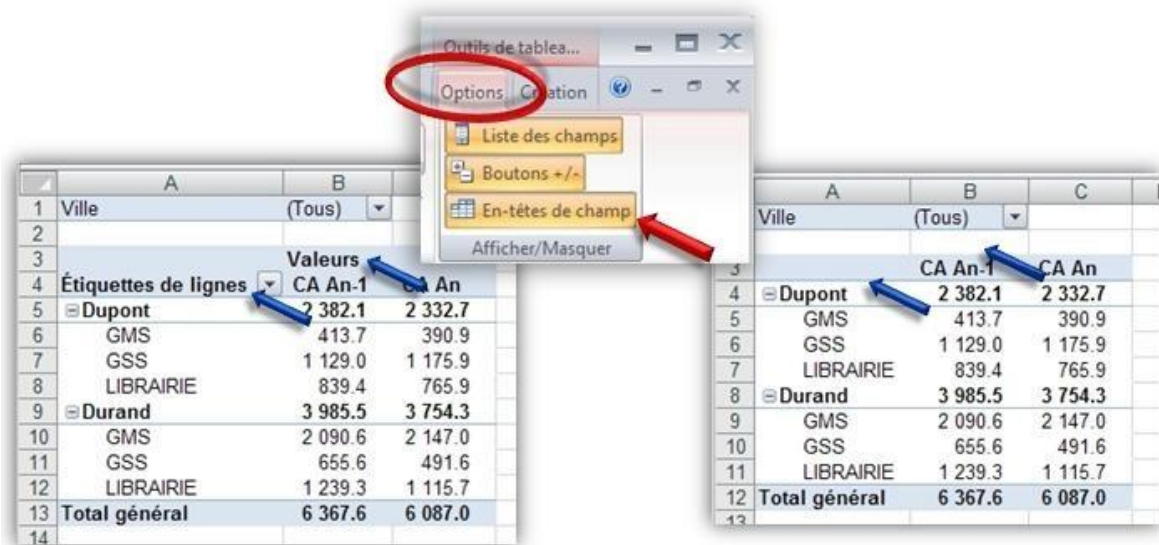 Outils de tablea...
Options Création
Liste des champs
Boutons +/-
En-têtes de champ
Afficher/Masquer
A B
1 Ville (Tous)
2
3 Valeurs
4 Étiquettes de lignes CA An-1 CA An
5 Dupont 2 382.1 2 332.7
6 GMS 413.7 390.9
7 GSS 1 129.0 1 175.9
8 LIBRAIRIE 839.4 765.9
9 Durand 3 985.5 3 754.3
10 GMS 2 090.6 2 147.0
11 GSS 655.6 491.6
12 LIBRAIRIE 1 239.3 1 115.7
13 Total général 6 367.6 6 087.0
14
A B C
Ville (Tous)
3 CA An-1 CA An
4 Dupont 2 382.1 2 332.7
5 GMS 413.7 390.9
6 GSS 1 129.0 1 175.9
7 LIBRAIRIE 839.4 765.9
8 Durand 3 985.5 3 754.3
9 GMS 2 090.6 2 147.0
10 GSS 655.6 491.6
11 LIBRAIRIE 1 239.3 1 115.7
12 Total général 6 367.6 6 087.0
13